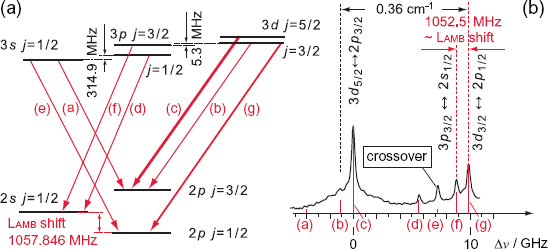 (a)
3s j=1/2
3p j=3/2
j=1/2
3d j=5/2
j=3/2
314.9 MHz
5.3 MHz
(e) (a) (f) (d) (c) (b) (g)
2p j=3/2
2s j=1/2
LAMB shift
1057.846 MHz
2p j=1/2
(b)
0.36 cm⁻¹
1052.5 MHz
~ LAMB shift
3d₅/₂ ↔ 2p₃/₂
3p₃/₂ ↔ 2s₁/₂
3d₃/₂ ↔ 2p₁/₂
crossover
(a) (b) (c) (d) (e) (f) (g)
0 10
Δν / GHz